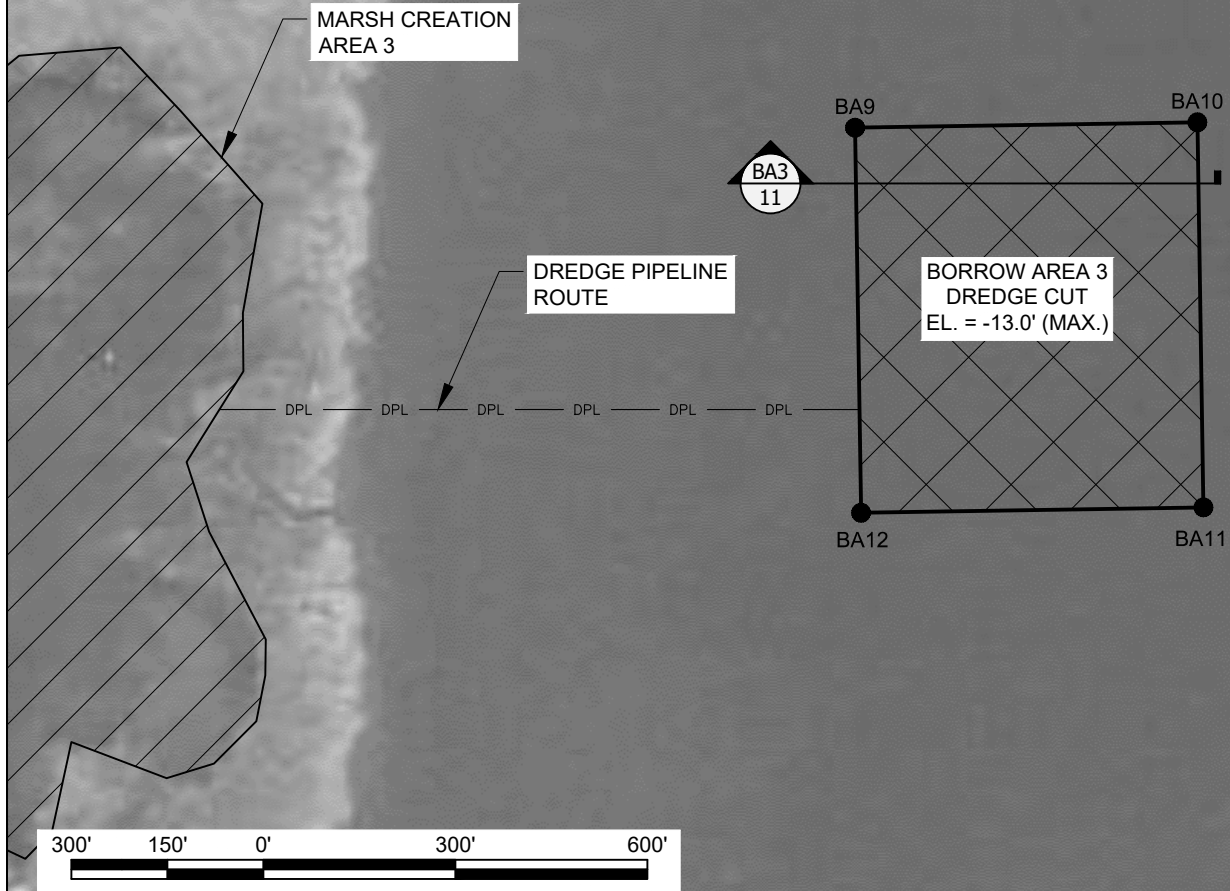 MARSH CREATION
AREA 3
BA9
BA10
BA3
11
DREDGE PIPELINE
ROUTE
BORROW AREA 3
DREDGE CUT
EL. = -13.0' (MAX.)
DPL DPL DPL DPL DPL DPL
BA12
BA11
300' 150' 0' 300' 600'